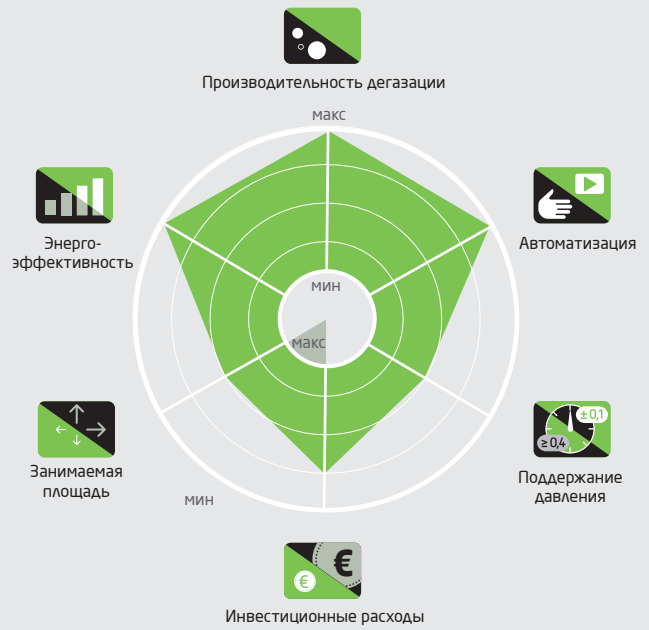 Производительность дегазации
макс
Энерго-
эффективность
Автоматизация
мин
макс
± 0,1
≥ 0,4
Занимаемая
площадь
Поддержание
давления
мин
€
€
Инвестиционные расходы